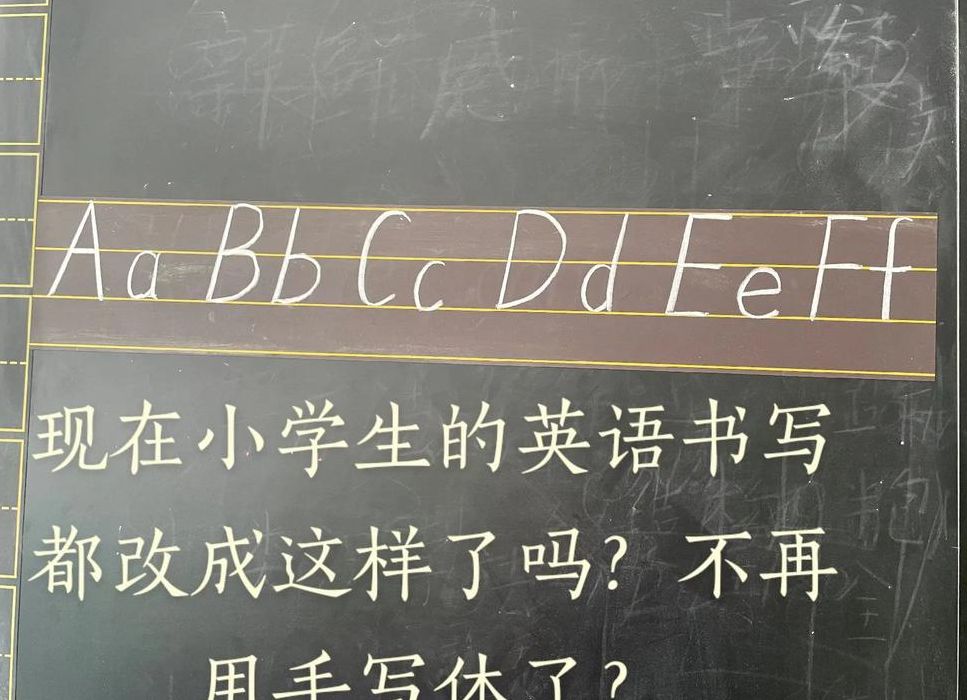 Aa Bb Cc Dd Ee Ff
现在小学生的英语书写
都改成这样了吗？不再
用手写体了？